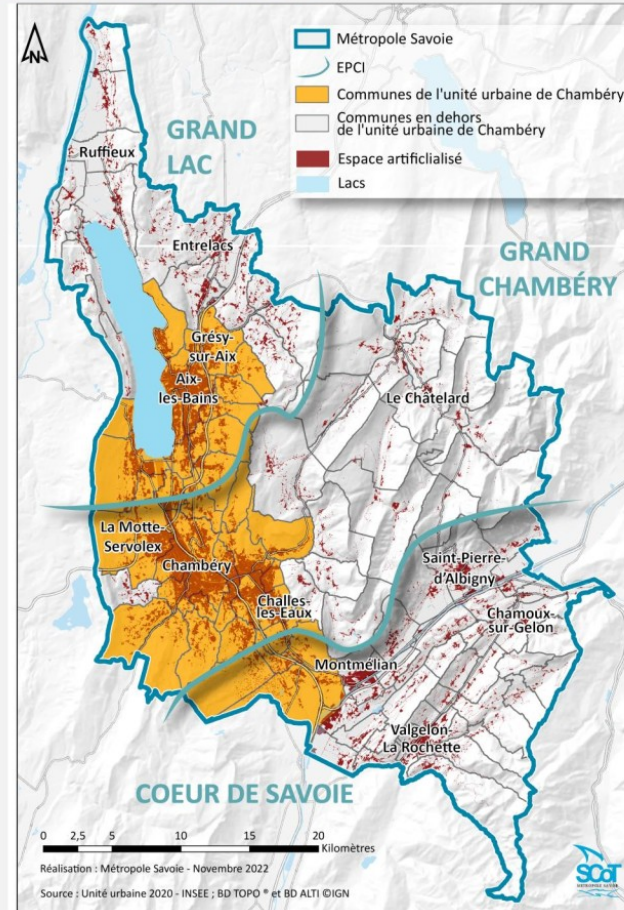 N
Métropole Savoie
EPCI
Communes de l'unité urbaine de Chambéry
Communes en dehors
de l'unité urbaine de Chambéry
Espace artificlialisé
Lacs
GRAND
LAC
Ruffieux
Entrelacs
GRAND
CHAMBÉRY
Grésy-
sur-Aix
Aix-
les-Bains
Le Châtelard
La Motte-
Servolex
Chambéry
Saint-Pierre-
d'Albigny
Challes-
les-Eaux
Chamoux-
sur-Gelon
Montmélian
Valgelon-
La Rochette
COEUR DE SAVOIE
0 2,5 5 10 15 20
Kilomètres
Réalisation : Métropole Savoie - Novembre 2022
Source : Unité urbaine 2020 - INSEE ; BD TOPO ® et BD ALTI ©IGN
SCoT
MÉTROPOLE SAVOIE